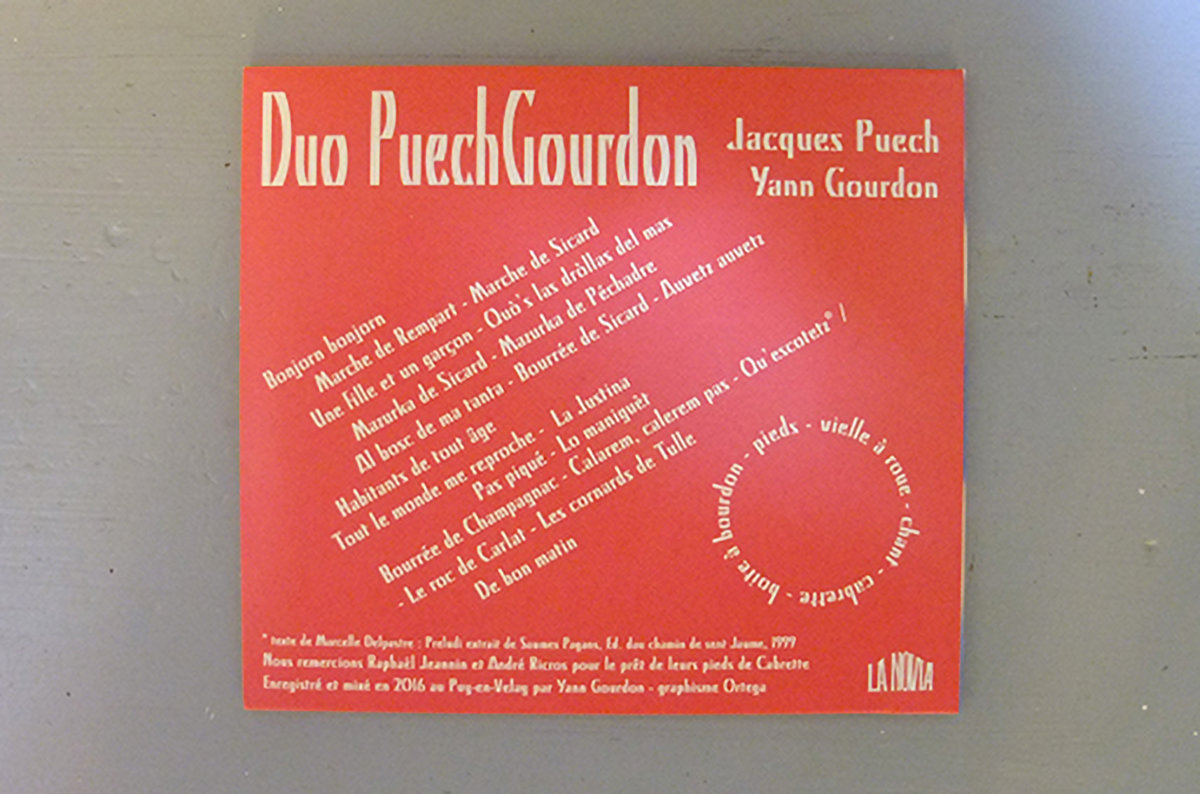 Duo PuechGourdon
Jacques Puech
Yann Gourdon
Bonjorn bonjorn
Marche de Rempart - Marche de Sicard
Une fille et un garçon - Quò's las dròllas del mas
Mazurka de Sicard - Mazurka de Péchadre
Al bosc de ma tanta - Bourrée de Sicard - Auvetz auvetz
Habitants de tout âge
Tout le monde me reproche - La Justina
Pas piqué - Lo maniguèt
Bourrée de Champagnac - Calarem, calerem pas - Qu'escotetz* /
- Le roc de Carlat - Les cornards de Tulle
De bon matin
boite à bourdon - pieds - vielle à roue - chant - cabrette -
* texte de Marcelle Delpastre : Preludi extrait de Saumes Pagans, Ed. dau chamin de sent Jaume, 1999
Nous remercions Raphaël Jeannin et André Ricros pour le prêt de leurs pieds de Cabrette
Enregistré et mixé en 2016 au Puy-en-Velay par Yann Gourdon - graphisme Ortega
LA NÒVIA